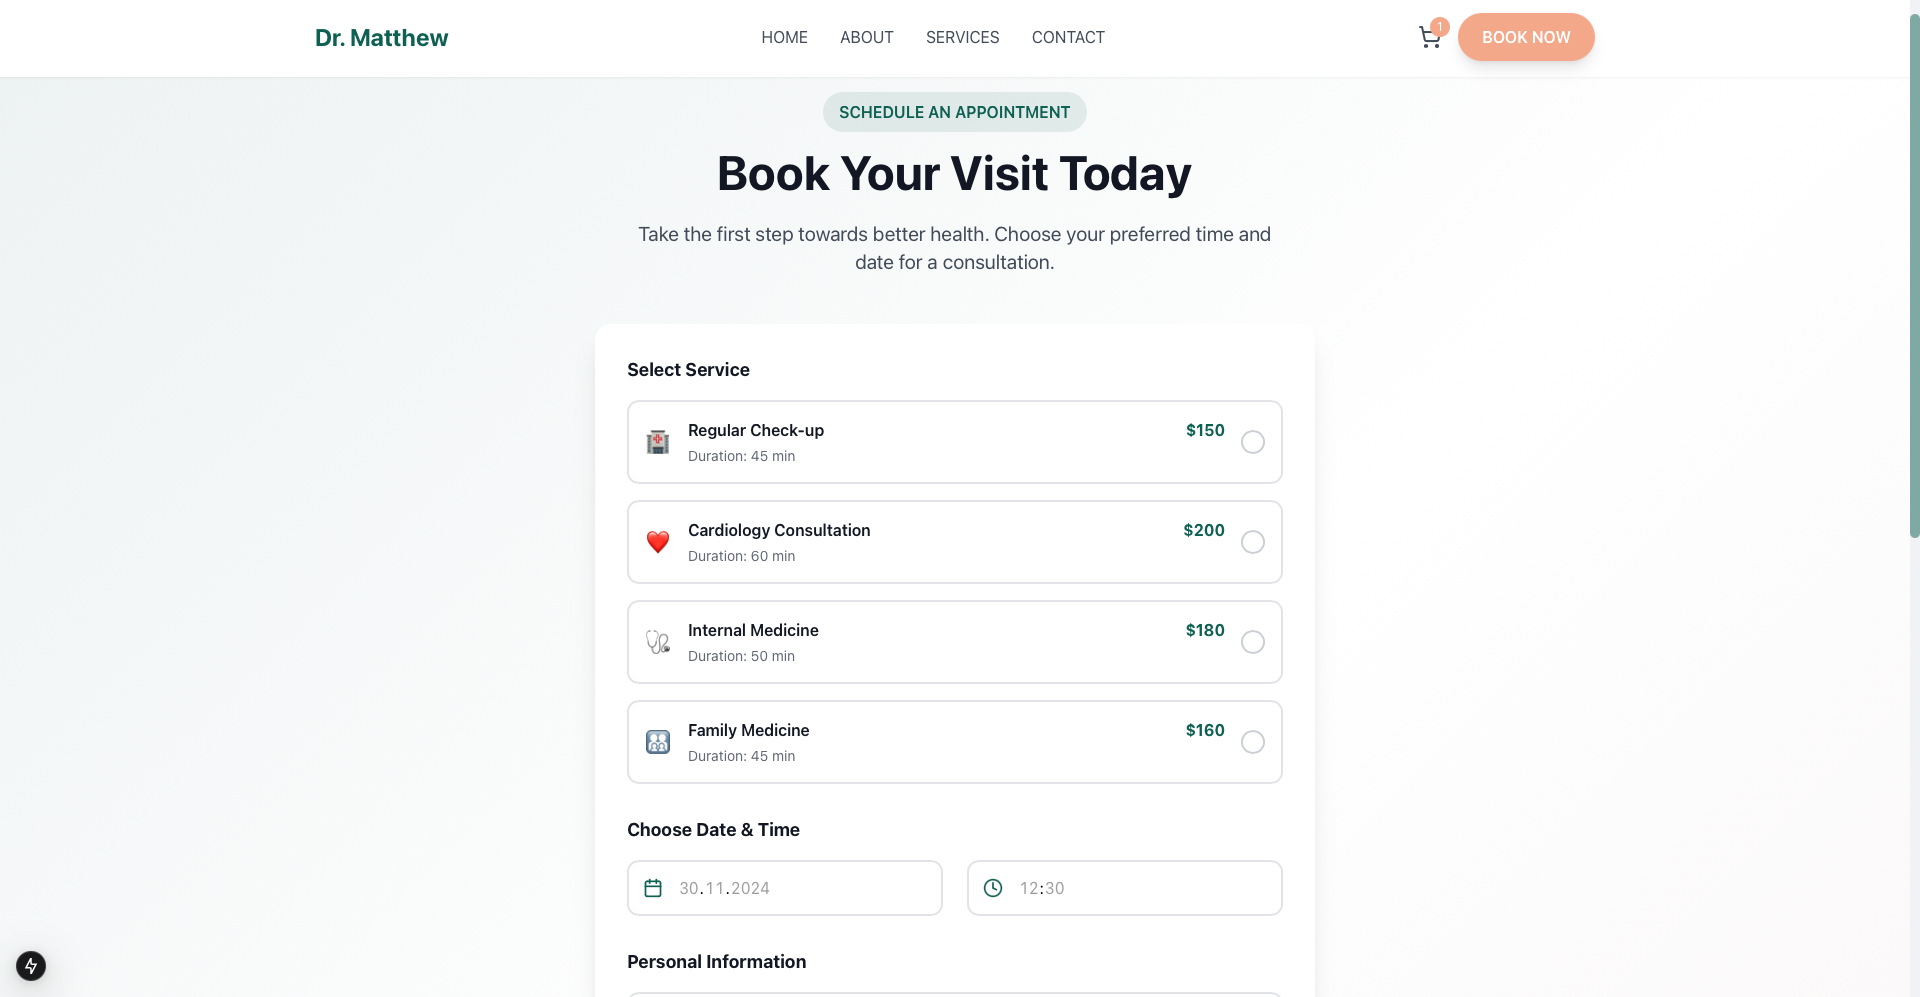 Dr. Matthew
HOME ABOUT SERVICES CONTACT
1
BOOK NOW
SCHEDULE AN APPOINTMENT
Book Your Visit Today
Take the first step towards better health. Choose your preferred time and
date for a consultation.
Select Service
Regular Check-up $150
Duration: 45 min
Cardiology Consultation $200
Duration: 60 min
Internal Medicine $180
Duration: 50 min
Family Medicine $160
Duration: 45 min
Choose Date & Time
30.11.2024 12:30
Personal Information